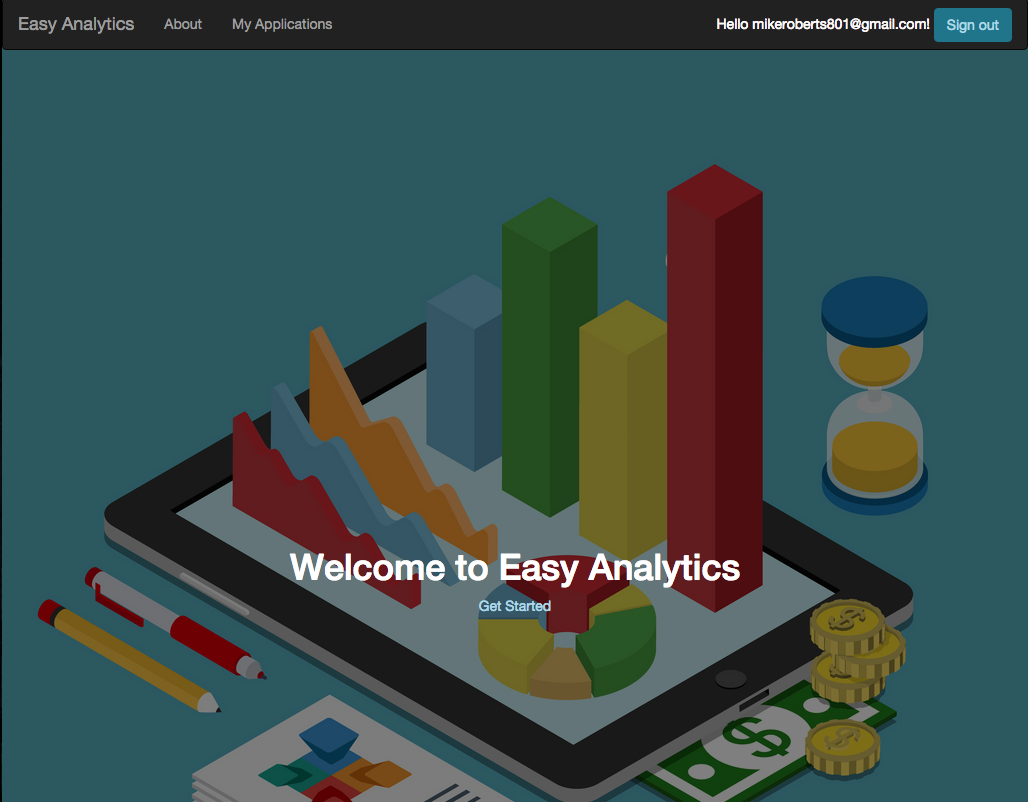 Easy Analytics About My Applications Hello mikeroberts801@gmail.com! Sign out
Welcome to Easy Analytics
Get Started